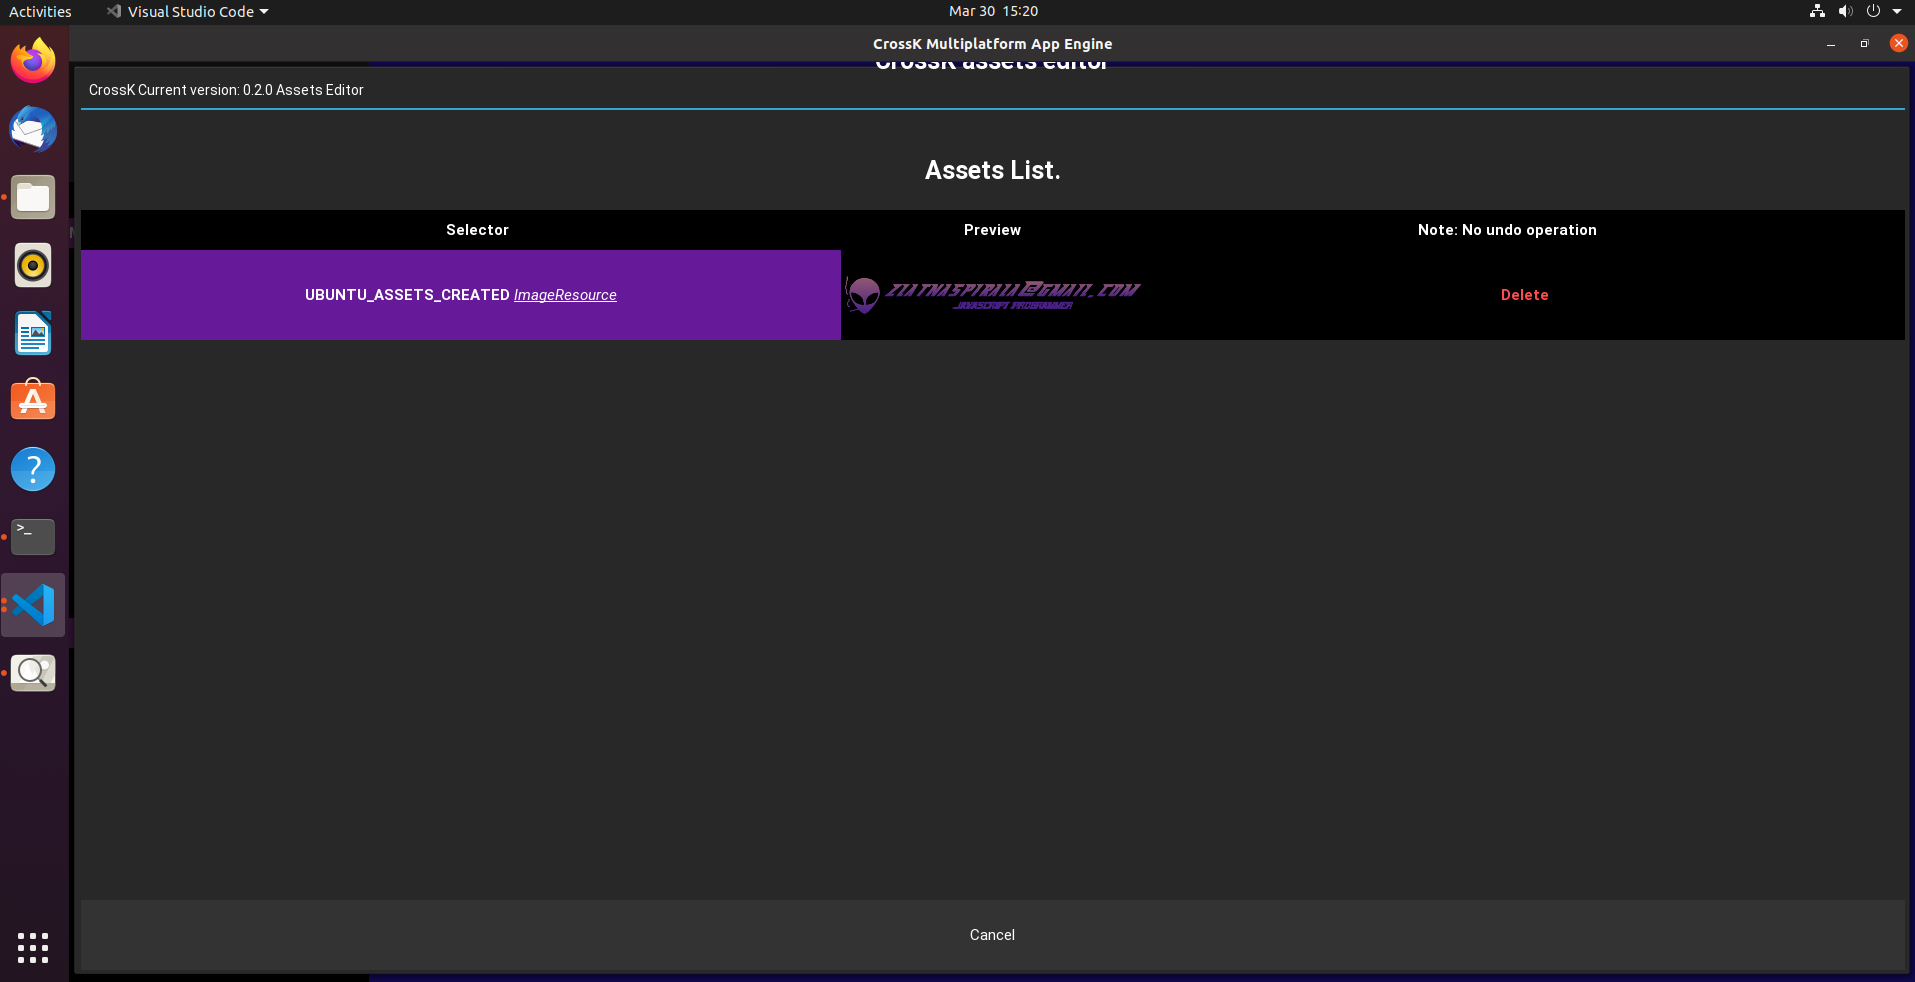 Activities
Visual Studio Code
Mar 30 15:20
CrossK Multiplatform App Engine
CrossK assets editor
CrossK Current version: 0.2.0 Assets Editor
Assets List.
Selector
Preview
Note: No undo operation
UBUNTU_ASSETS_CREATED ImageResource
ZLATNASPIRALA@GMAIL.COM
JAVASCRIPT PROGRAMMER
Delete
Cancel